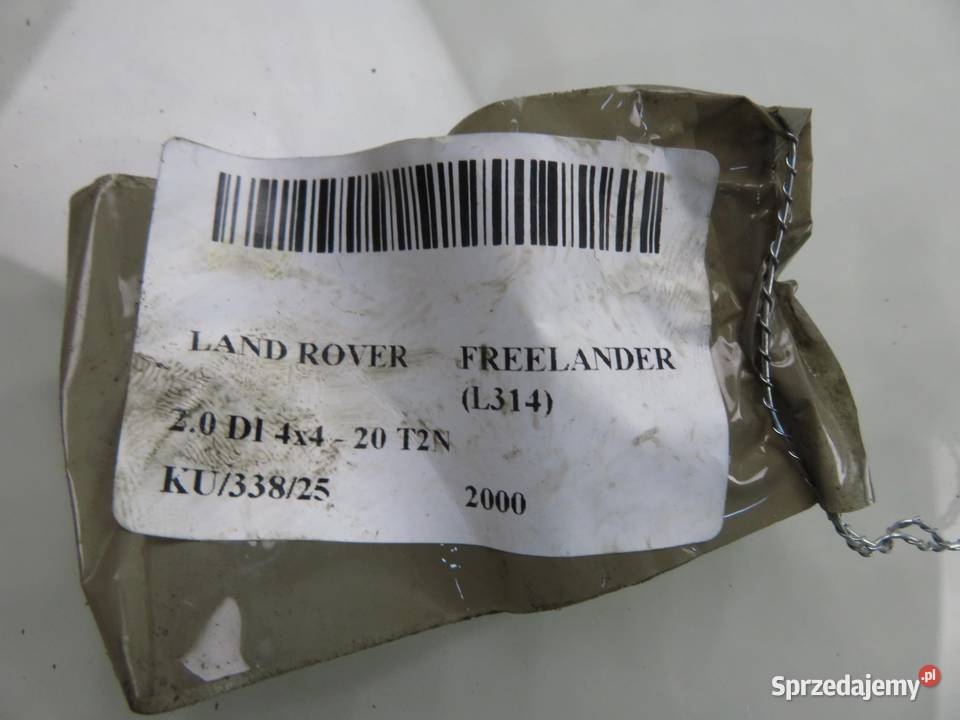 LAND ROVER FREELANDER
(L314)
2.0 DI 4x4 - 20 T2N
KU/338/25 2000
Sprzedajemy.pl